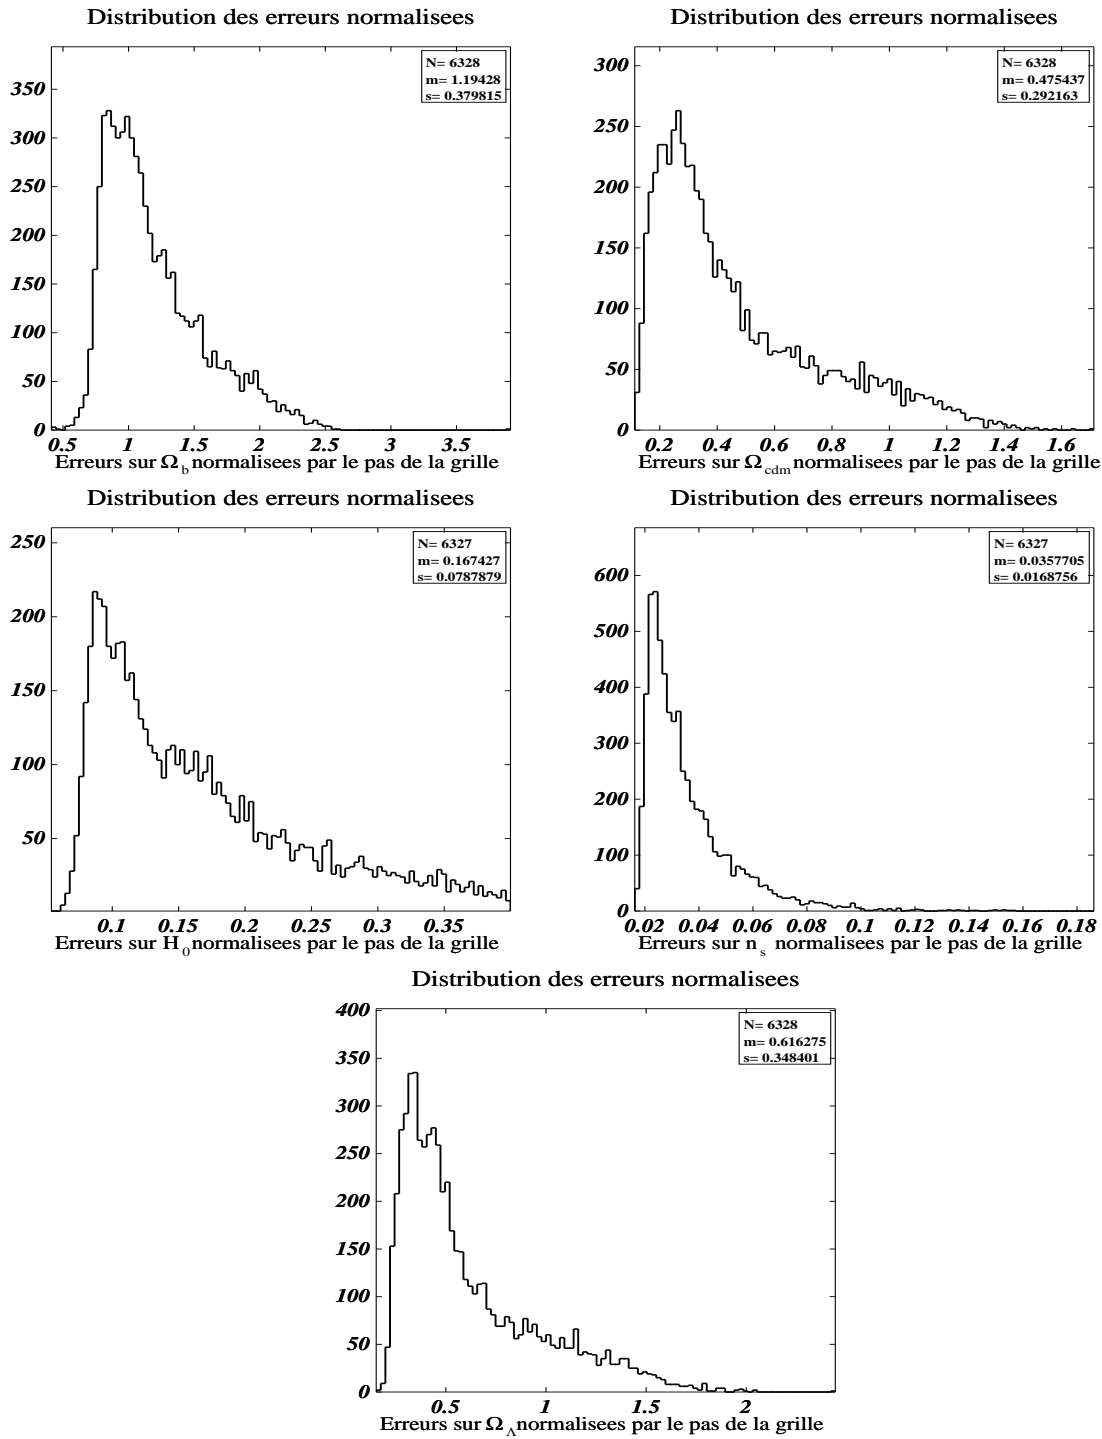 Distribution des erreurs normalisees
N= 6328
m= 1.19428
s= 0.379815
350
300
250
200
150
100
50
0
0.5 1 1.5 2 2.5 3 3.5
Erreurs sur Ω_b normalisees par le pas de la grille
Distribution des erreurs normalisees
N= 6328
m= 0.475437
s= 0.292163
300
250
200
150
100
50
0
0.2 0.4 0.6 0.8 1 1.2 1.4 1.6
Erreurs sur Ω_cdm normalisees par le pas de la grille
Distribution des erreurs normalisees
N= 6327
m= 0.167427
s= 0.0787879
250
200
150
100
50
0.1 0.15 0.2 0.25 0.3 0.35
Erreurs sur H_0 normalisees par le pas de la grille
Distribution des erreurs normalisees
N= 6327
m= 0.0357705
s= 0.0168756
600
500
400
300
200
100
0
0.02 0.04 0.06 0.08 0.1 0.12 0.14 0.16 0.18
Erreurs sur n_s normalisees par le pas de la grille
Distribution des erreurs normalisees
N= 6328
m= 0.616275
s= 0.348401
400
350
300
250
200
150
100
50
0
0.5 1 1.5 2
Erreurs sur Ω_Λ normalisees par le pas de la grille